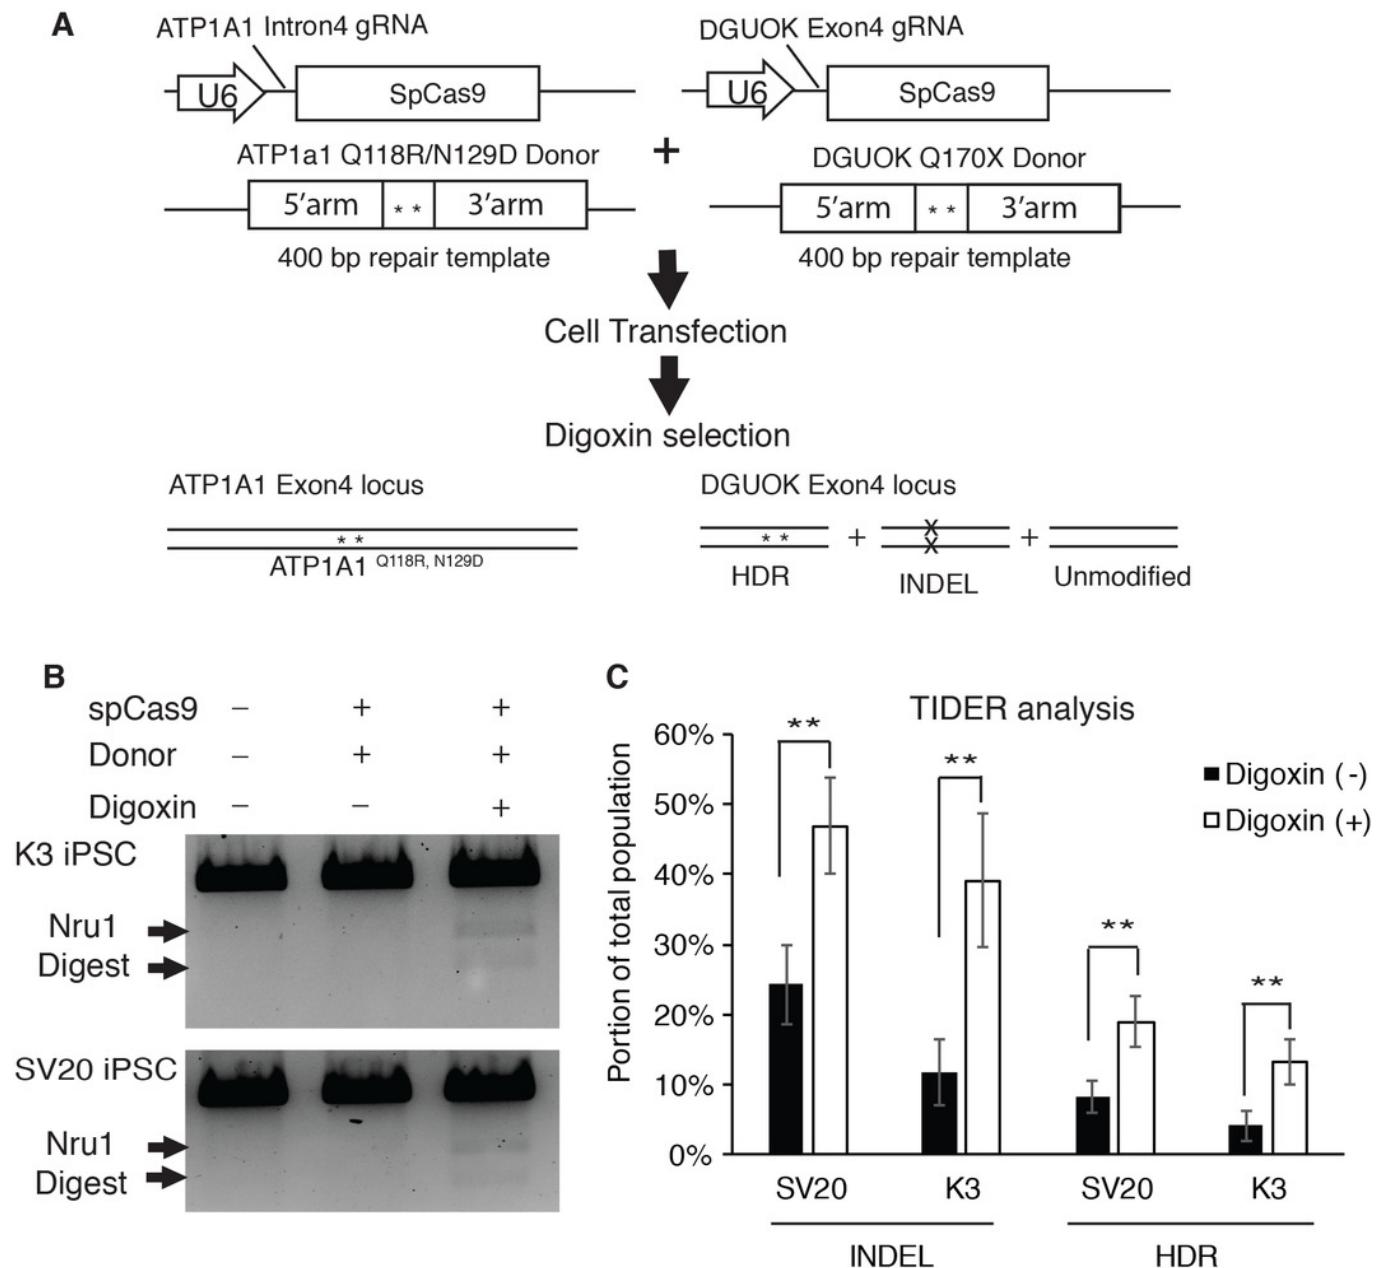 A
ATP1A1 Intron4 gRNA
DGUOK Exon4 gRNA
U6
SpCas9
U6
SpCas9
ATP1a1 Q118R/N129D Donor
+
DGUOK Q170X Donor
5'arm
* *
3'arm
5'arm
* *
3'arm
400 bp repair template
400 bp repair template
Cell Transfection
Digoxin selection
ATP1A1 Exon4 locus
DGUOK Exon4 locus
* *
* *
+
X
X
+
ATP1A1 Q118R, N129D
HDR
INDEL
Unmodified
B
spCas9 − + +
Donor − + +
Digoxin − − +
K3 iPSC
Nru1
Digest
SV20 iPSC
Nru1
Digest
C
TIDER analysis
Portion of total population
60%
50%
40%
30%
20%
10%
0%
**
**
**
**
Digoxin (-)
Digoxin (+)
SV20
K3
SV20
K3
INDEL
HDR